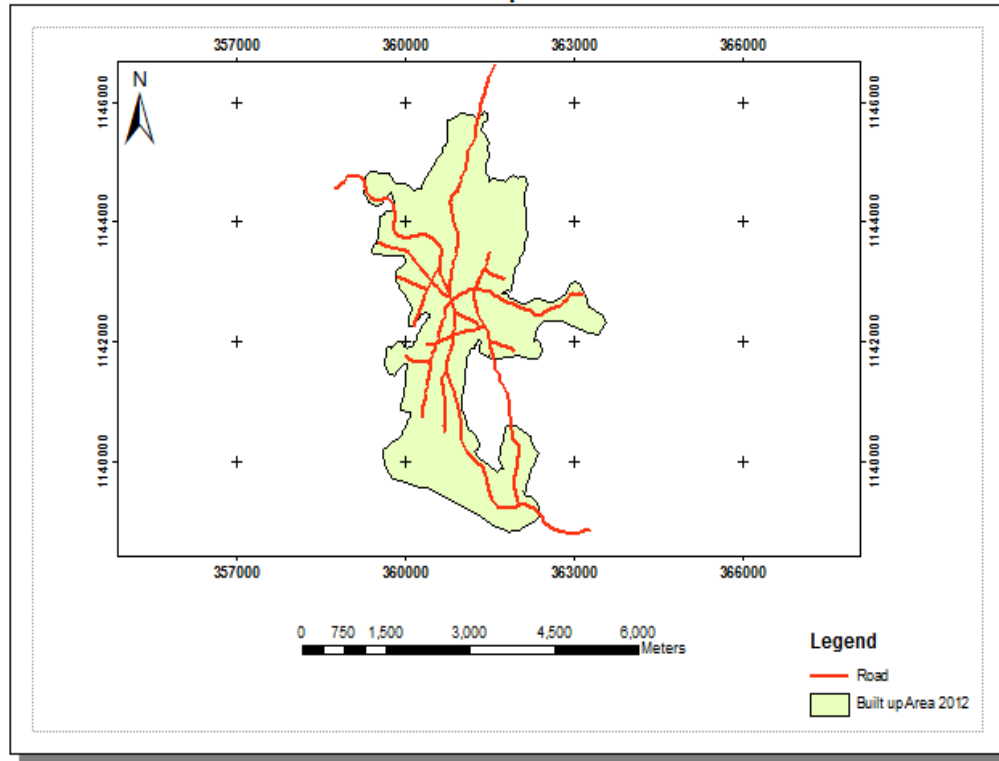 357000 360000 363000 366000
N
1146000 1146000
1144000 1144000
1142000 1142000
1140000 1140000
357000 360000 363000 366000
0 750 1,500 3,000 4,500 6,000
Meters
Legend
Road
Built up Area 2012